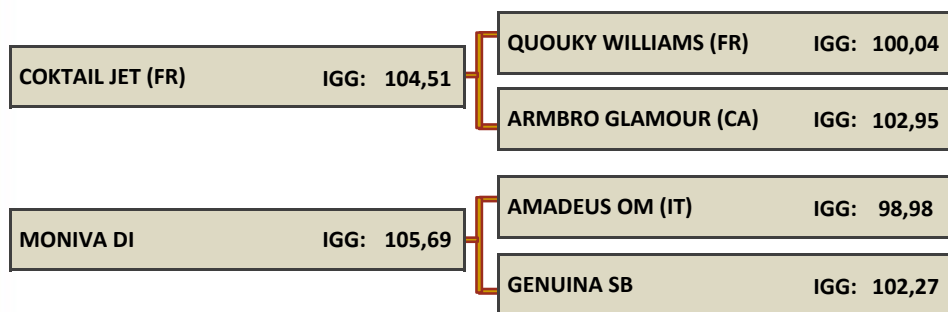 QUOUKY WILLIAMS (FR) IGG: 100,04
COKTAIL JET (FR) IGG: 104,51
ARMBRO GLAMOUR (CA) IGG: 102,95
AMADEUS OM (IT) IGG: 98,98
MONIVA DI IGG: 105,69
GENUINA SB IGG: 102,27